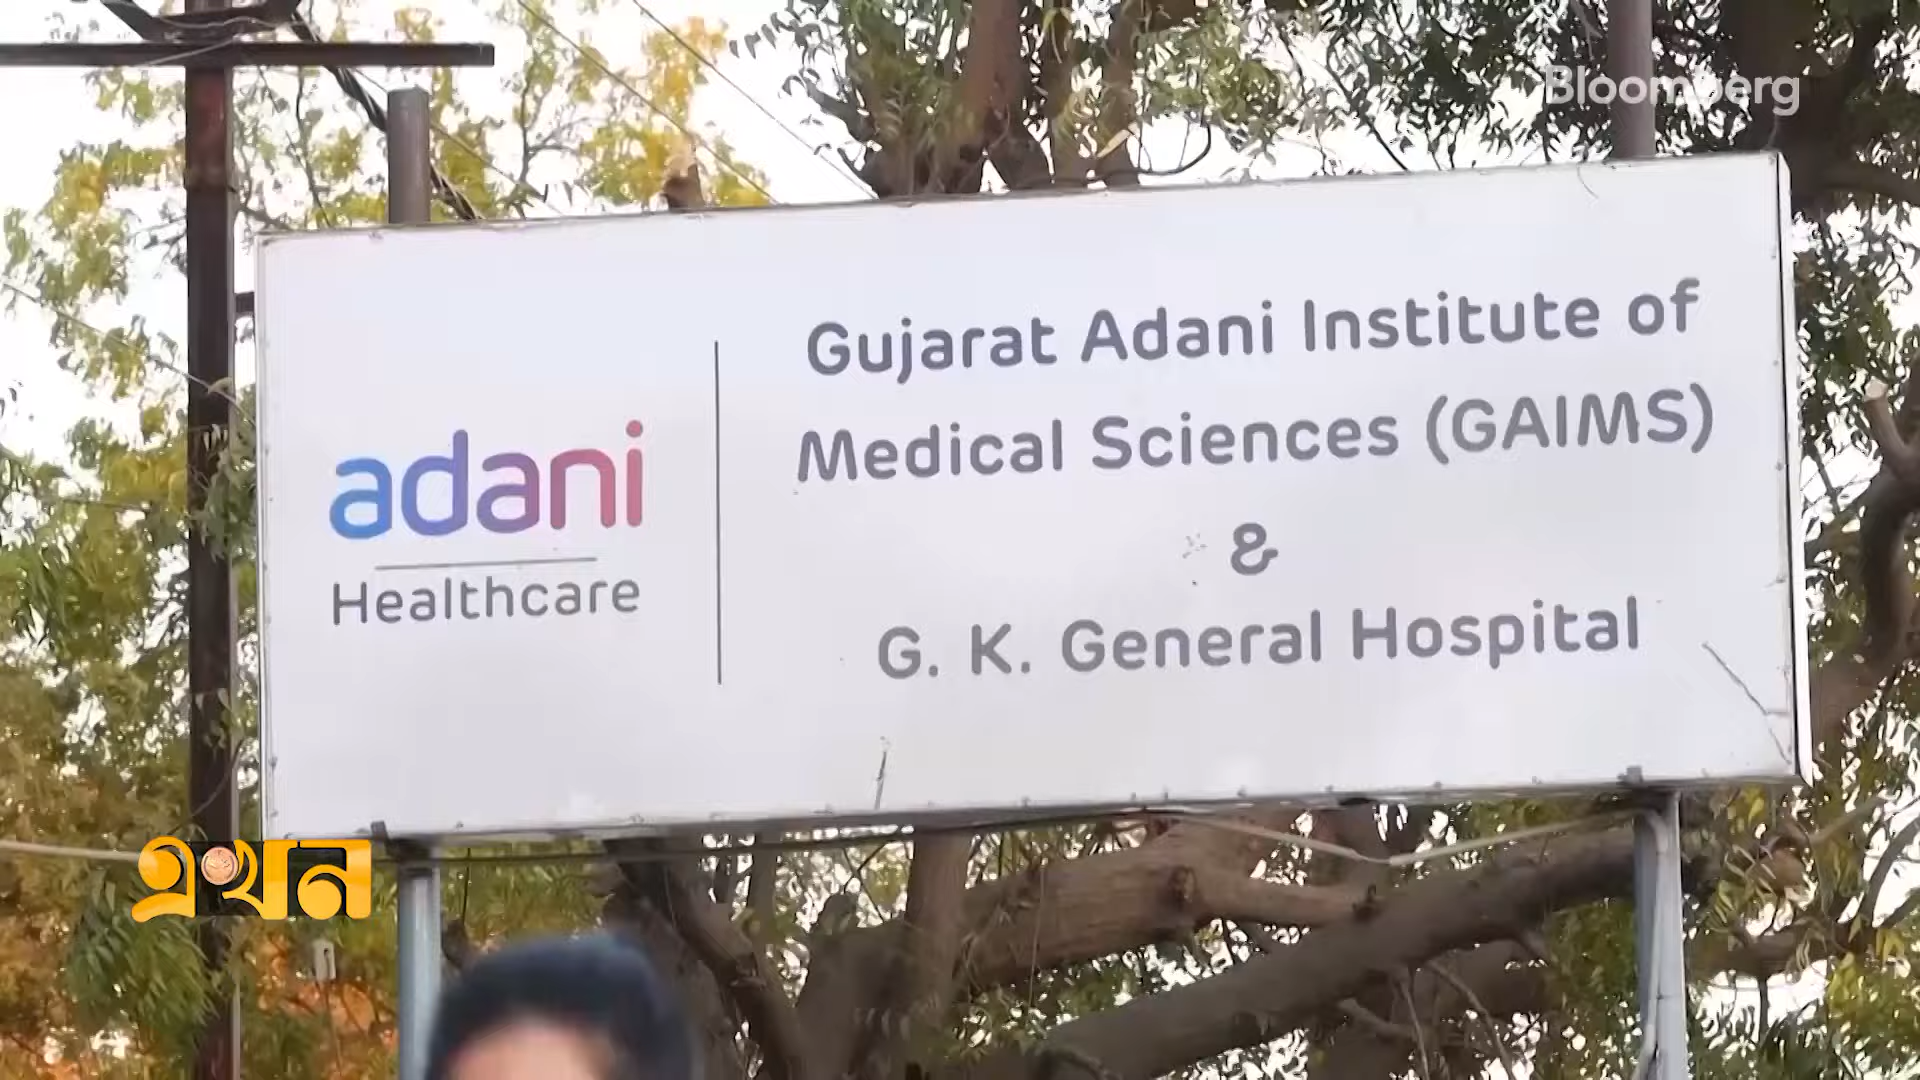 Bloomberg
adani
Healthcare
Gujarat Adani Institute of
Medical Sciences (GAIMS)
&
G. K. General Hospital
এখন